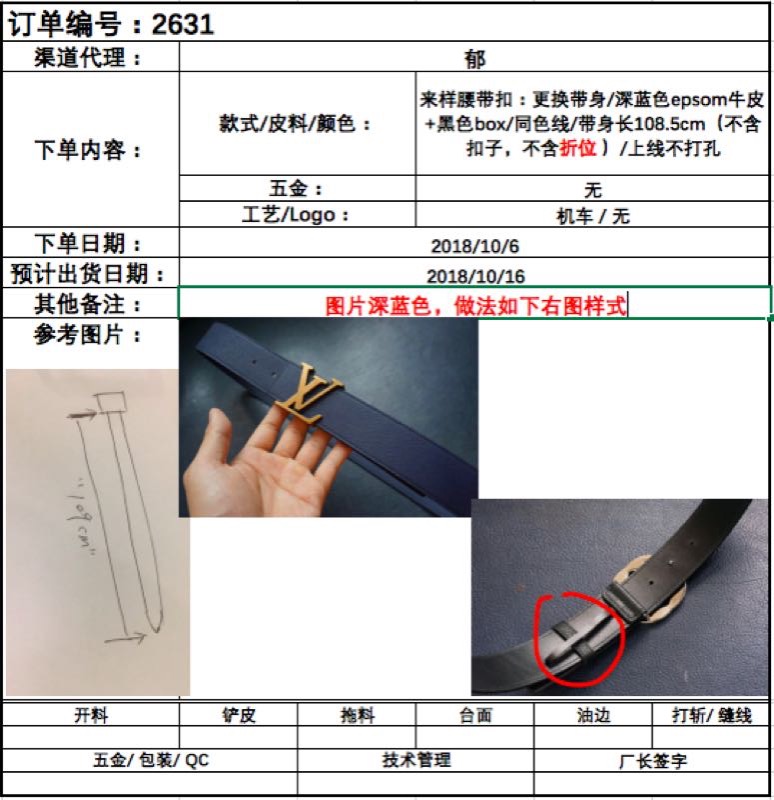 订单编号：2631
渠道代理： 郁
下单内容： 款式/皮料/颜色： 来样腰带扣：更换带身/深蓝色epsom牛皮
+黑色box/同色线/带身长108.5cm（不含
扣子，不含折位）/上线不打孔
五金： 无
工艺/Logo： 机车 / 无
下单日期： 2018/10/6
预计出货日期： 2018/10/16
其他备注： 图片深蓝色，做法如下右图样式
参考图片：
LV
"109cm"
开料 铲皮 拖料 台面 油边 打斩/ 缝线
五金/ 包装/ QC 技术管理 厂长签字